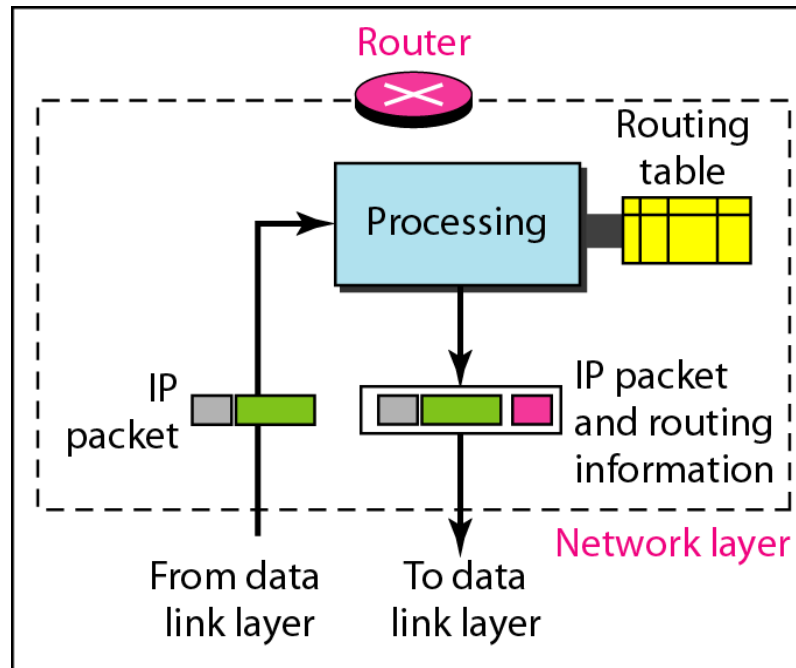 Router
Routing
table
Processing
IP
packet
IP packet
and routing
information
Network layer
From data
link layer
To data
link layer